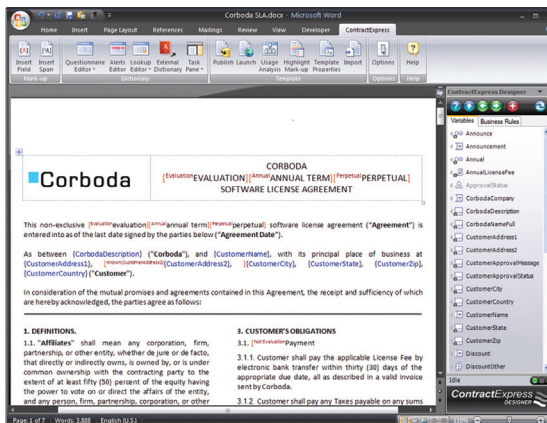 Corboda SLA.docx - Microsoft Word
Home Insert Page Layout References Mailings Review View Developer ContractExpress
Insert Field
Insert Span
Questionnaire Editor
Alerts Editor
Lookup Editor
External Dictionary
Task Pane
Publish
Launch
Usage Analysis
Highlight Mark-up
Template Properties
Import
Options
Help
Mark-up Dictionary Template Options Help
Corboda
CORBODA
[EvaluationEVALUATION][AnnualANNUAL TERM][PerpetualPERPETUAL]
SOFTWARE LICENSE AGREEMENT
This non-exclusive [Evaluationevaluation][Annualannual term][Perpetualperpetual] software license agreement ("Agreement") is
entered into as of the last date signed by the parties below ("Agreement Date").
As between {CorbodaDescription} ("Corboda"), and {CustomerName}, with its principal place of business at
{CustomerAddress1}, [Known(CustomerAddress2){CustomerAddress2}, ]{CustomerCity}, {CustomerState}, {CustomerZip},
{CustomerCountry} ("Customer").
In consideration of the mutual promises and agreements contained in this Agreement, the receipt and sufficiency of which
are hereby acknowledged, the parties agree as follows:
1. DEFINITIONS.
1.1. "Affiliates" shall mean any corporation, firm,
partnership, or other entity, whether de jure or de facto,
that directly or indirectly owns, is owned by, or is under
common ownership with the contracting party to the
extent of at least fifty (50) percent of the equity having
the power to vote on or direct the affairs of the entity,
and any person, firm, partnership, corporation, or other
3. CUSTOMER'S OBLIGATIONS
3.1. [Not EvaluationPayment
3.1.1. Customer shall pay the applicable License Fee by
electronic bank transfer within thirty (30) days of the
appropriate due date, all as described in a valid invoice
sent by Corboda.
3.1.2. Customer shall pay any Taxes payable on any sums
ContractExpress Designer
Variables Business Rules
Announce
Announcement
Annual
AnnualLicenseFee
ApprovalStatus
CorbodaCompany
CorbodaDescription
CorbodaNameFull
CustomerAddress1
CustomerAddress2
CustomerApprovalMessage
CustomerApprovalStatus
CustomerCity
CustomerCountry
CustomerName
CustomerState
CustomerZip
Discount
DiscountOther
Idle
ContractExpress
DESIGNER
Page: 1 of 7 Words: 3,888 English (U.S.) 110%